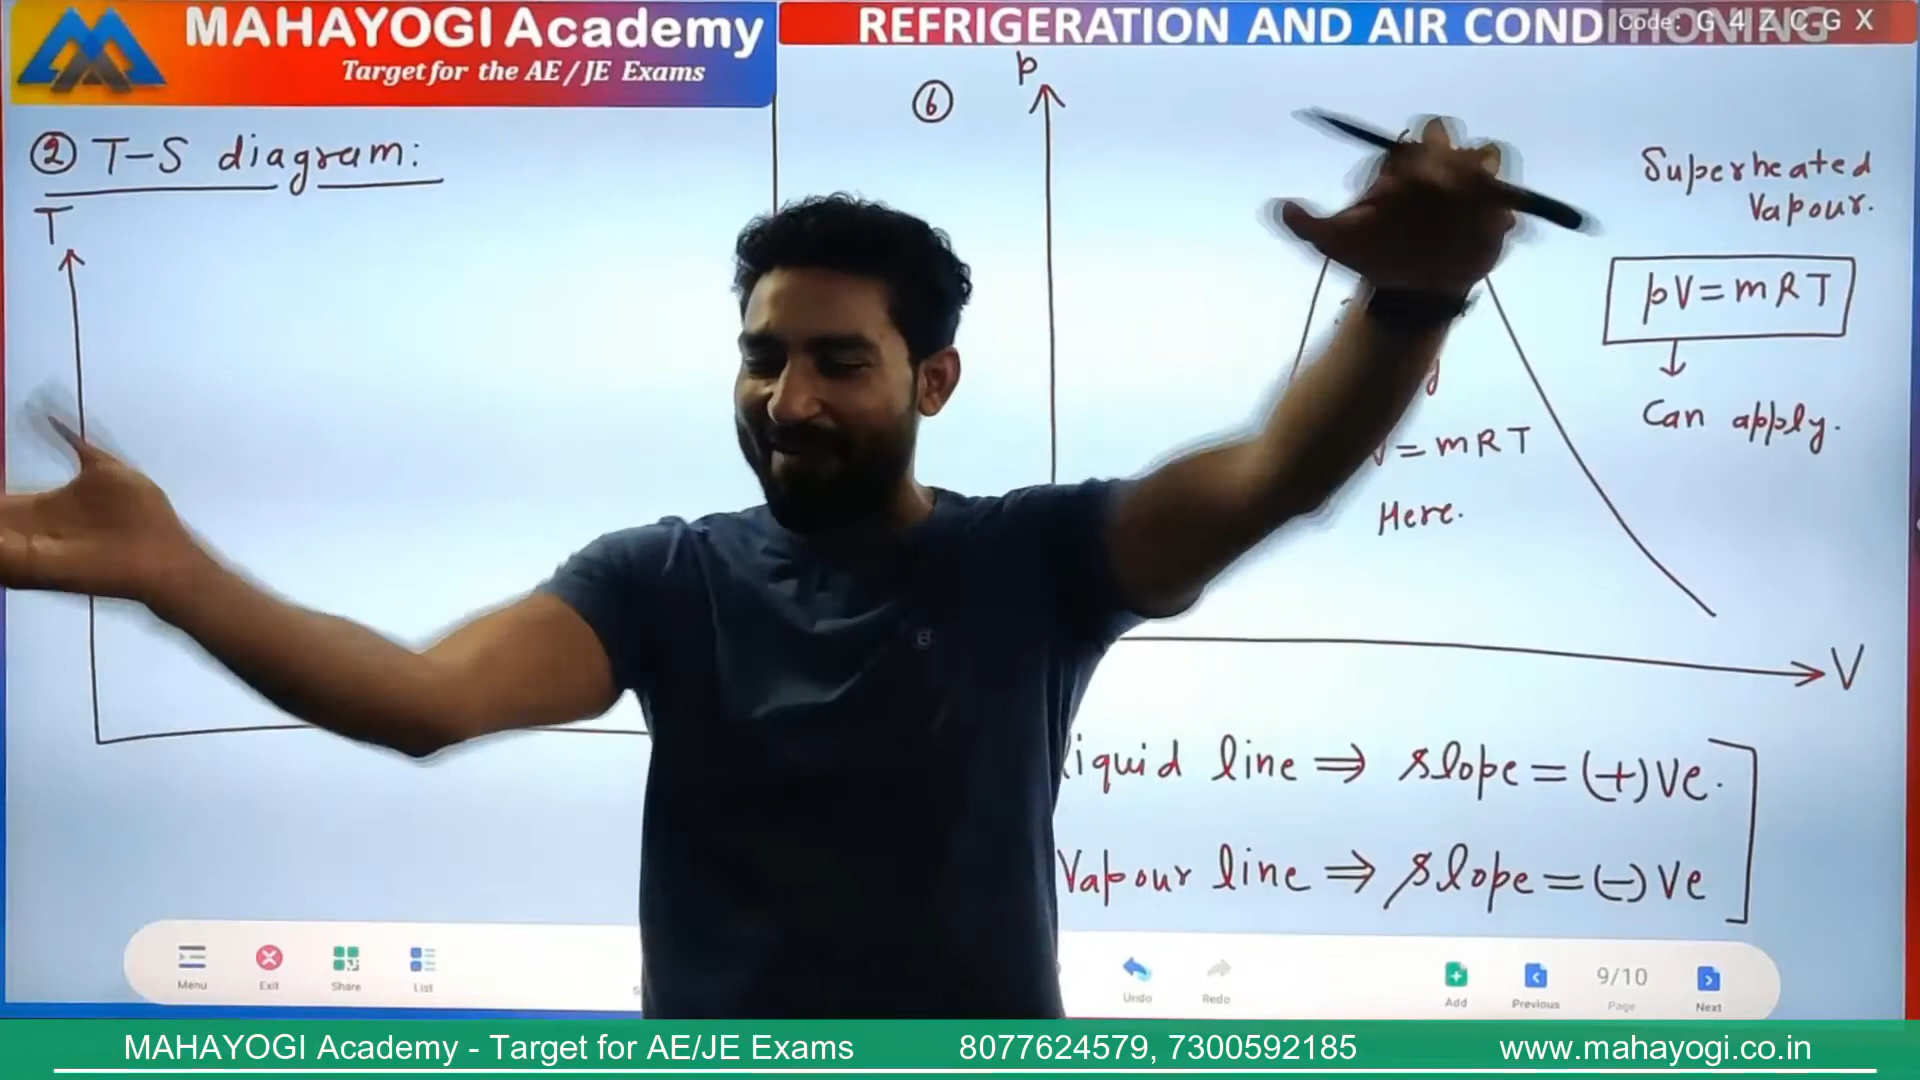 MAHAYOGI Academy
Target for the AE / JE Exams
REFRIGERATION AND AIR CONDITIONING
Code: G 4 Z C G X
② T-S diagram:
T
⑥
p
Superheated
Vapour.
pV = mRT
↓
Can apply.
= mRT
Here.
V
liquid line ⇒ slope = (+)ve.
Vapour line ⇒ slope = (-)ve
Menu
Exit
Share
List
Undo
Redo
Add
Previous
9/10
Page
Next
MAHAYOGI Academy - Target for AE/JE Exams
8077624579, 7300592185
www.mahayogi.co.in